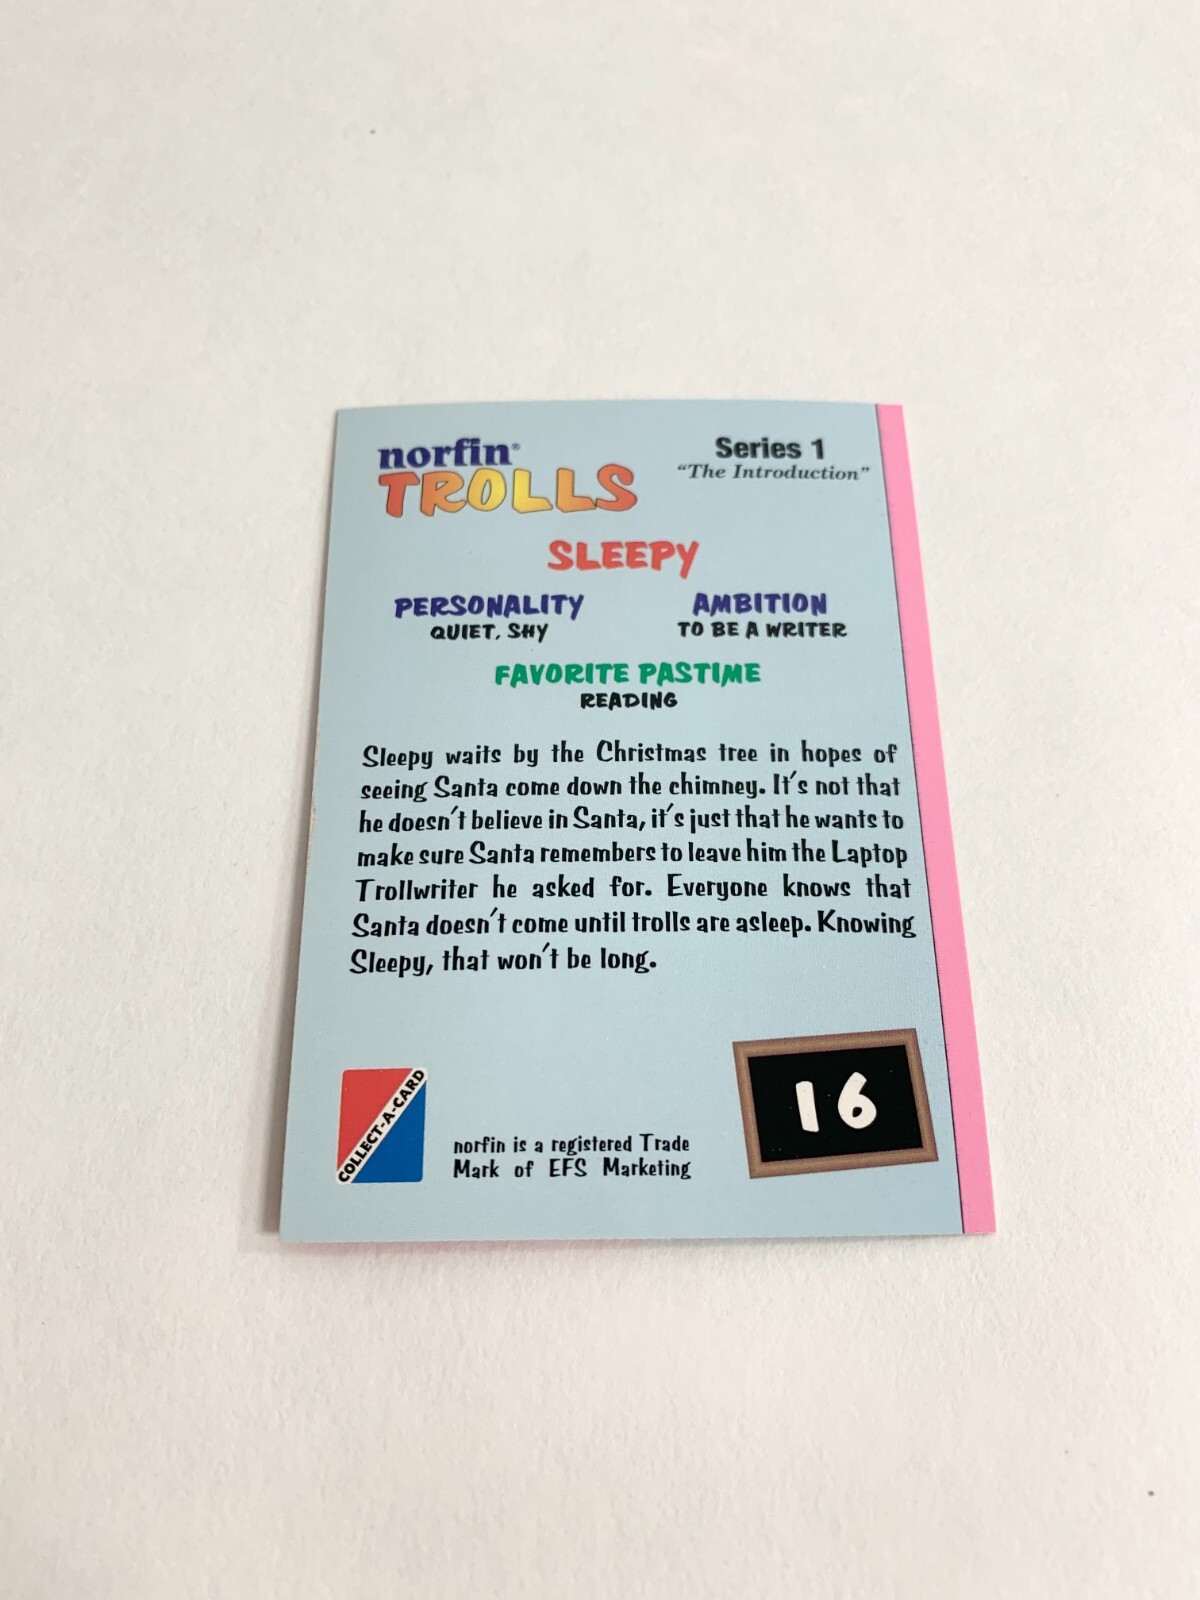 norfin®
TROLLS
Series 1
"The Introduction"
SLEEPY
PERSONALITY
QUIET, SHY
AMBITION
TO BE A WRITER
FAVORITE PASTIME
READING
Sleepy waits by the Christmas tree in hopes of
seeing Santa come down the chimney. It's not that
he doesn't believe in Santa, it's just that he wants to
make sure Santa remembers to leave him the Laptop
Trollwriter he asked for. Everyone knows that
Santa doesn't come until trolls are asleep. Knowing
Sleepy, that won't be long.
COLLECT-A-CARD
norfin is a registered Trade
Mark of EFS Marketing
16